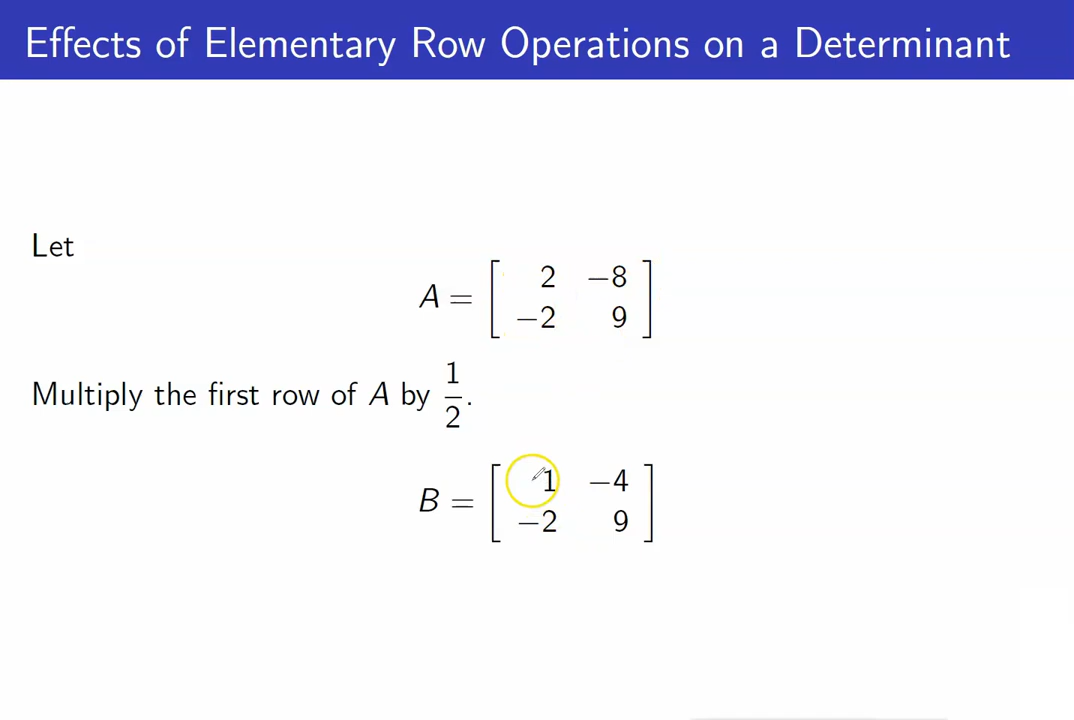 Effects of Elementary Row Operations on a Determinant
Let
A = [ 2 −8
−2 9 ]
Multiply the first row of A by 1/2.
B = [ 1 −4
−2 9 ]